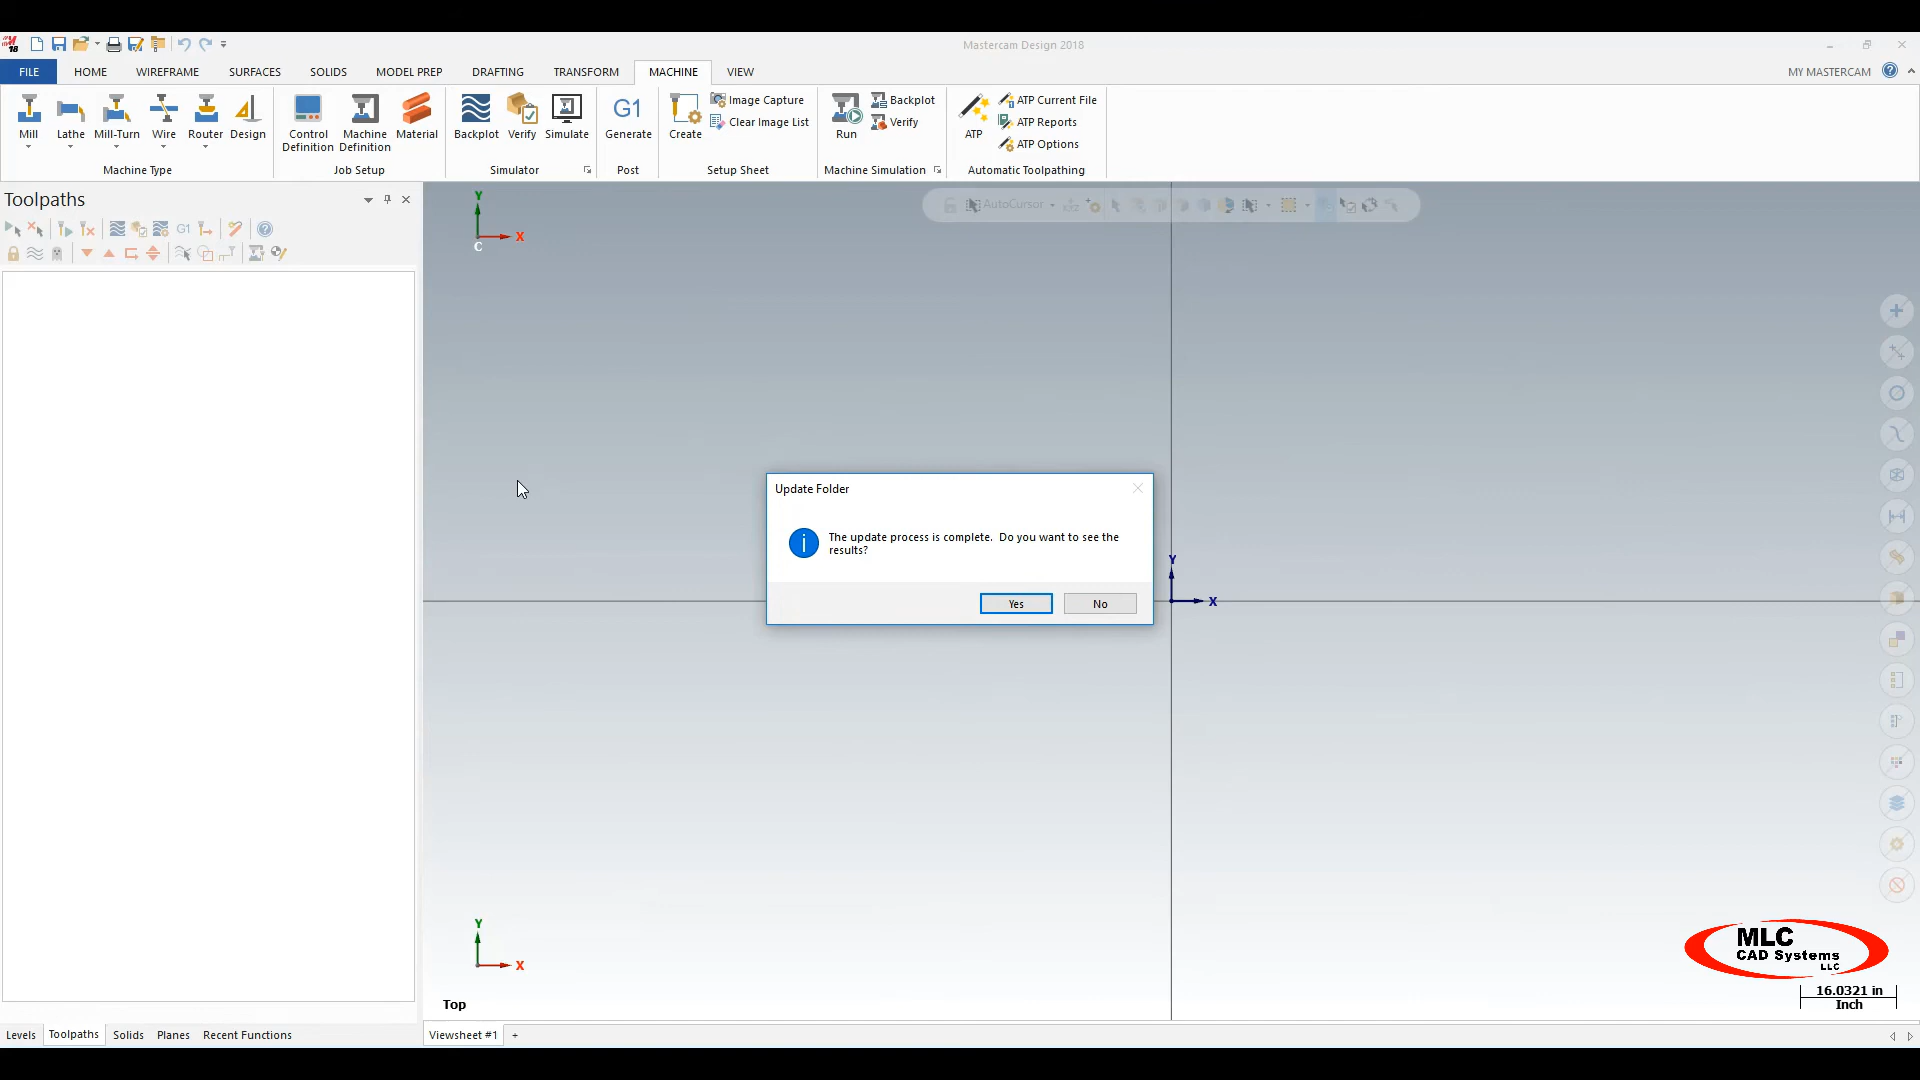 Mastercam Design 2018
FILE HOME WIREFRAME SURFACES SOLIDS MODEL PREP DRAFTING TRANSFORM MACHINE VIEW MY MASTERCAM
Mill Lathe Mill-Turn Wire Router Design
Machine Type
Control Definition
Machine Definition
Material
Job Setup
Backplot Verify Simulate
Simulator
G1
Generate
Post
Create
Image Capture
Clear Image List
Setup Sheet
Run
Backplot
Verify
Machine Simulation
ATP
ATP Current File
ATP Reports
ATP Options
Automatic Toolpathing
Toolpaths
G1
AutoCursor
XYZ
Y
X
C
Update Folder
The update process is complete. Do you want to see the
results?
Yes No
Y
X
Y
X
Top
MLC
CAD Systems
LLC
16.0321 in
Inch
Levels Toolpaths Solids Planes Recent Functions
Viewsheet #1 +